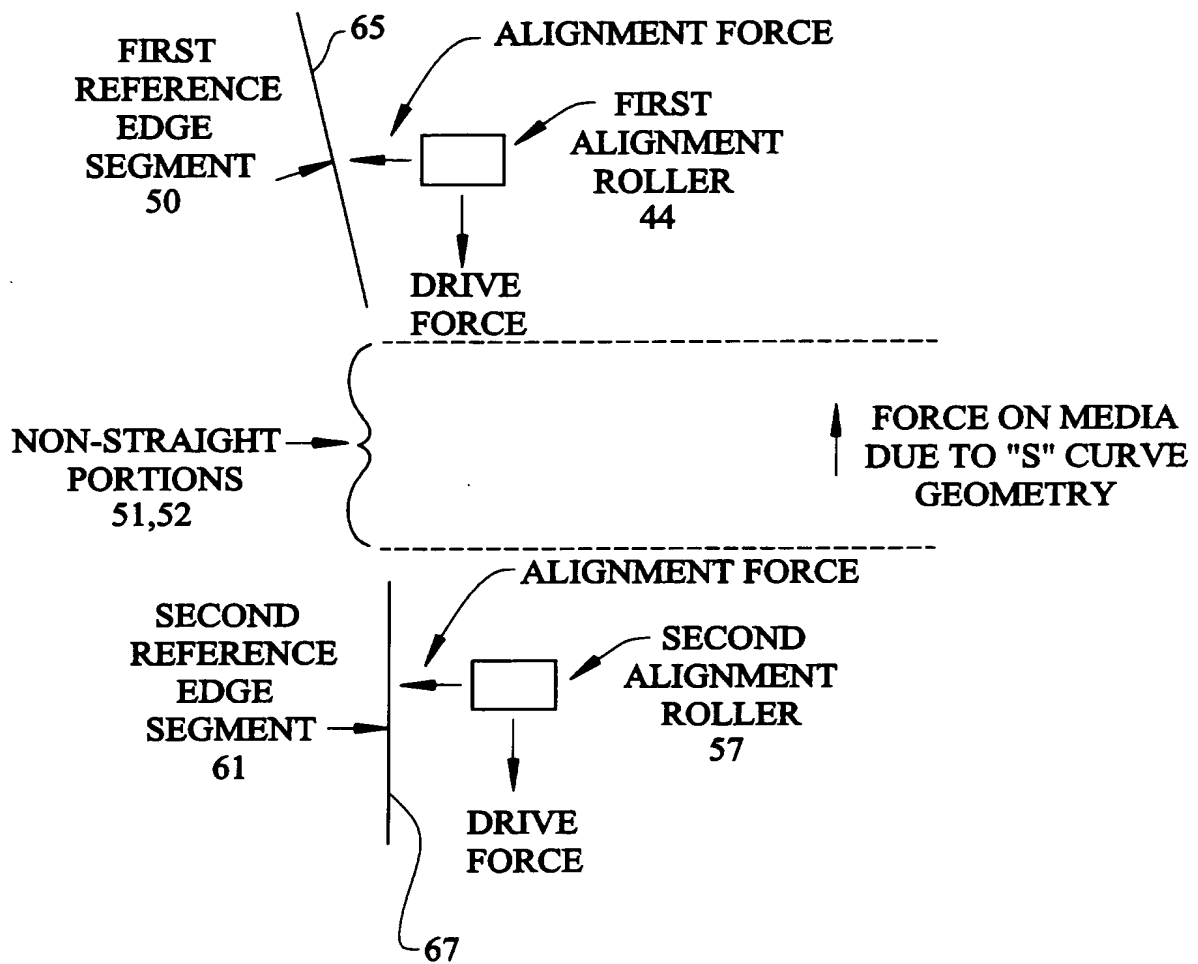 65
ALIGNMENT FORCE
FIRST
REFERENCE
EDGE
SEGMENT
50
FIRST
ALIGNMENT
ROLLER
44
DRIVE
FORCE
NON-STRAIGHT
PORTIONS
51,52
FORCE ON MEDIA
DUE TO "S" CURVE
GEOMETRY
ALIGNMENT FORCE
SECOND
REFERENCE
EDGE
SEGMENT
61
SECOND
ALIGNMENT
ROLLER
57
DRIVE
FORCE
67